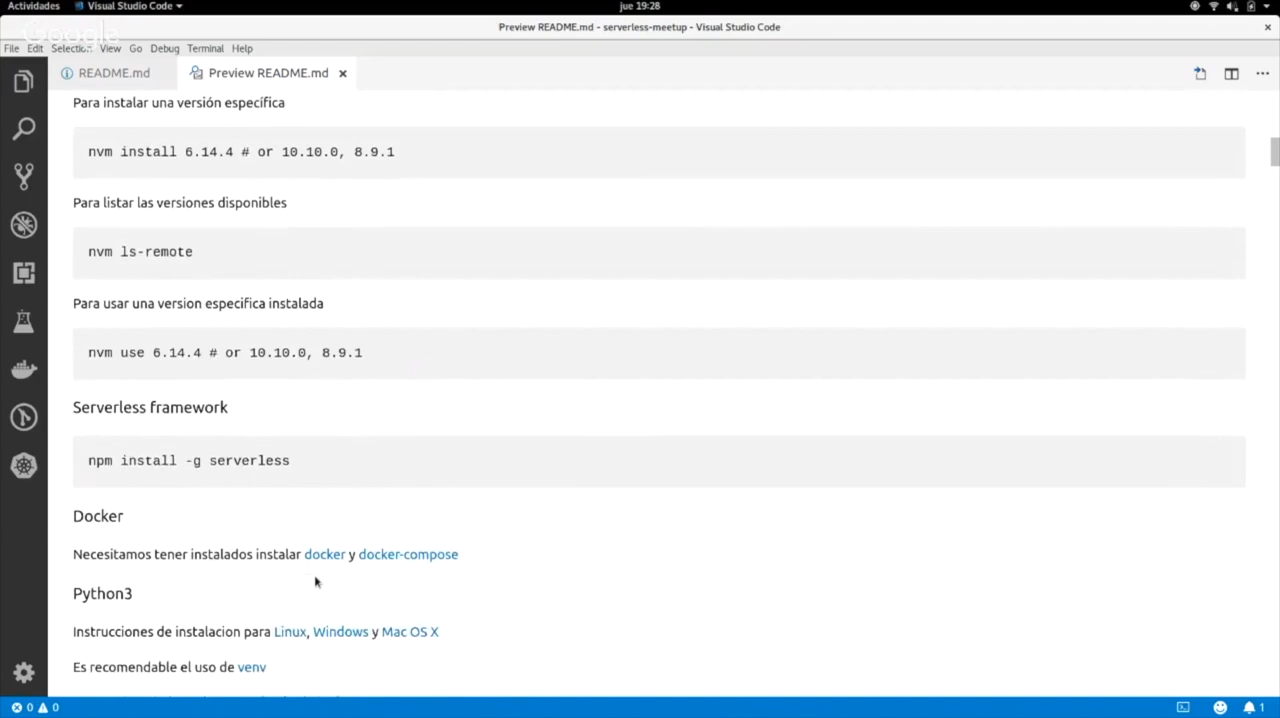 Actividades Visual Studio Code jue 19:28
Preview README.md - serverless-meetup - Visual Studio Code
Google
File Edit Selection View Go Debug Terminal Help
README.md Preview README.md
Para instalar una versión específica
nvm install 6.14.4 # or 10.10.0, 8.9.1
Para listar las versiones disponibles
nvm ls-remote
Para usar una version especifica instalada
nvm use 6.14.4 # or 10.10.0, 8.9.1
Serverless framework
npm install -g serverless
Docker
Necesitamos tener instalados instalar docker y docker-compose
Python3
Instrucciones de instalacion para Linux, Windows y Mac OS X
Es recomendable el uso de venv
0 0 1